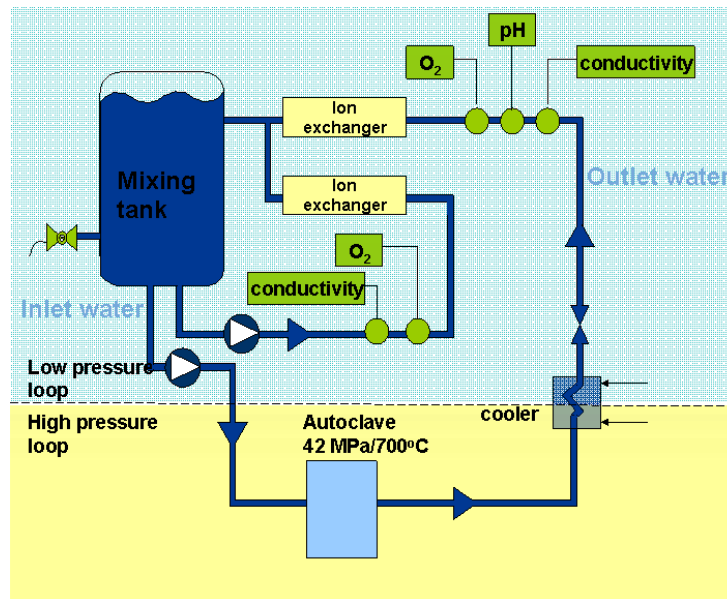 pH
O2
conductivity
Ion
exchanger
Mixing
tank
Outlet water
Ion
exchanger
O2
conductivity
Inlet water
Low pressure
loop
cooler
High pressure
loop
Autoclave
42 MPa/700ºC